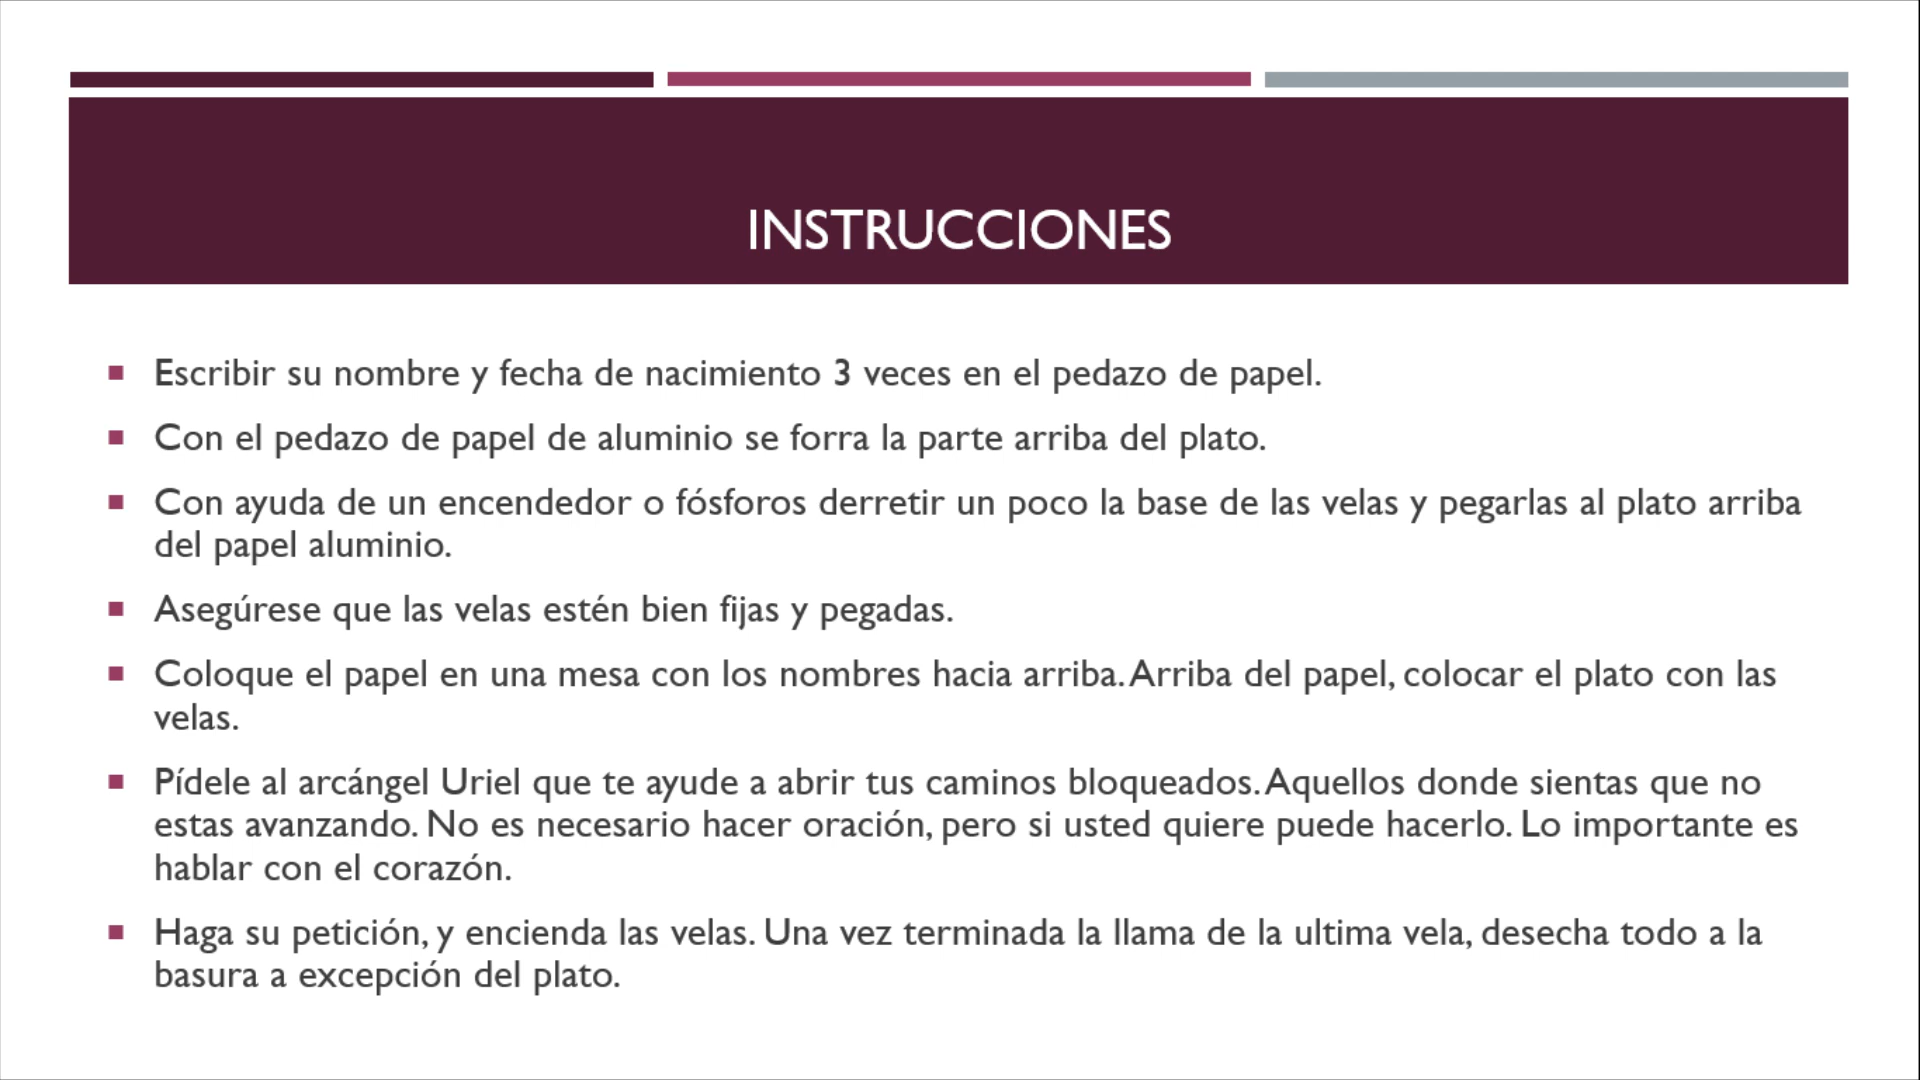 INSTRUCCIONES
Escribir su nombre y fecha de nacimiento 3 veces en el pedazo de papel.
Con el pedazo de papel de aluminio se forra la parte arriba del plato.
Con ayuda de un encendedor o fósforos derretir un poco la base de las velas y pegarlas al plato arriba
del papel aluminio.
Asegúrese que las velas estén bien fijas y pegadas.
Coloque el papel en una mesa con los nombres hacia arriba. Arriba del papel, colocar el plato con las
velas.
Pídele al arcángel Uriel que te ayude a abrir tus caminos bloqueados. Aquellos donde sientas que no
estas avanzando. No es necesario hacer oración, pero si usted quiere puede hacerlo. Lo importante es
hablar con el corazón.
Haga su petición, y encienda las velas. Una vez terminada la llama de la ultima vela, desecha todo a la
basura a excepción del plato.